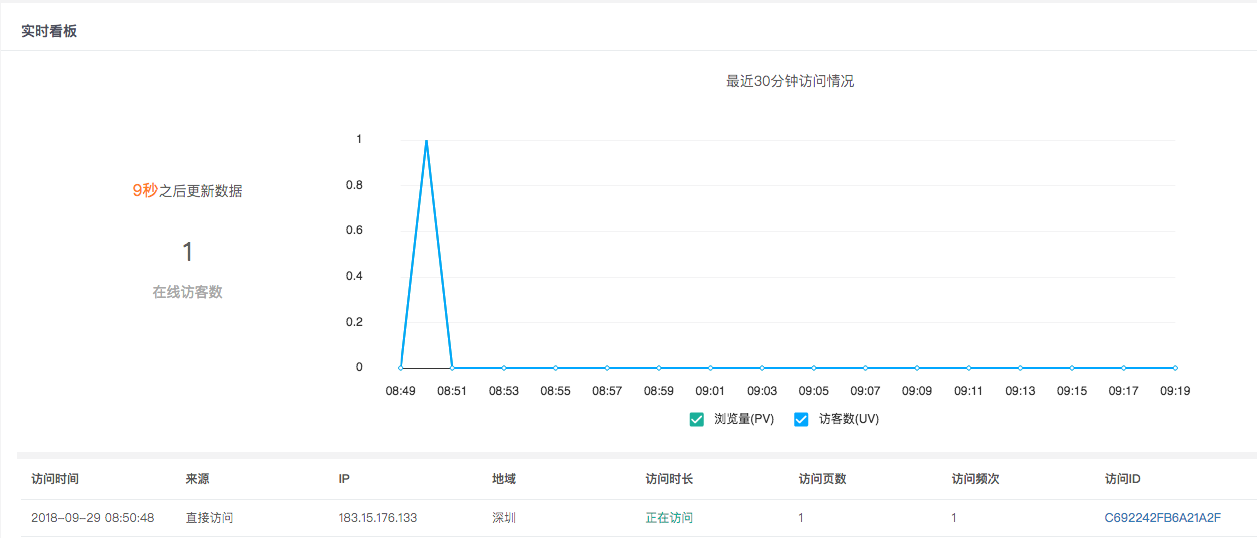 实时看板
最近30分钟访问情况
9秒之后更新数据
1
在线访客数
1
0.8
0.6
0.4
0.2
0
08:49 08:51 08:53 08:55 08:57 08:59 09:01 09:03 09:05 09:07 09:09 09:11 09:13 09:15 09:17 09:19
浏览量(PV) 访客数(UV)
访问时间 来源 IP 地域 访问时长 访问页数 访问频次 访问ID
2018-09-29 08:50:48 直接访问 183.15.176.133 深圳 正在访问 1 1 C692242FB6A21A2F